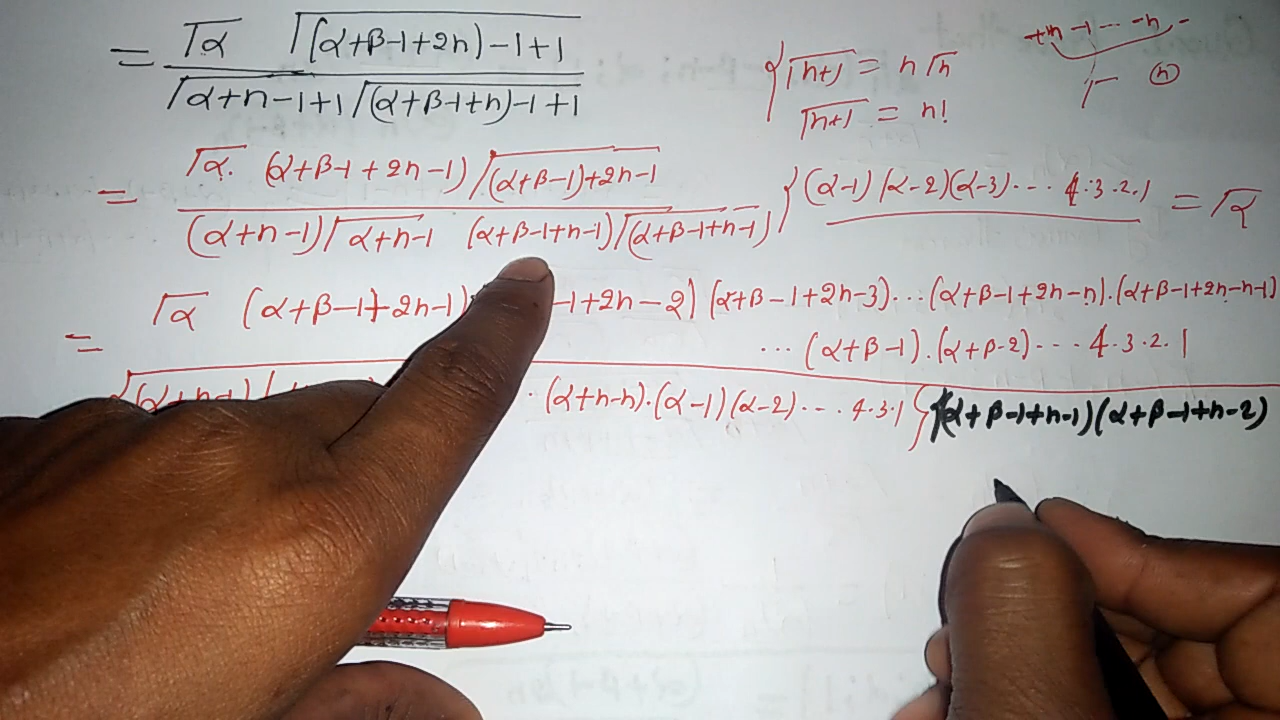 = Γα Γ(α+β-1+2n)-1+1
Γα+n-1+1 Γ(α+β-1+n)-1+1
{ Γn+1 = nΓn
Γn+1 = n!
+n-1---n-
Γ (n)
= Γα. (α+β-1+2n-1) Γ(α+β-1)+2n-1
(α+n-1)Γα+n-1 (α+β-1+n-1)Γ(α+β-1+n-1)
} (α-1)(α-2)(α-3)···· 4·3·2·1 = Γα
= Γα (α+β-1+2n-1) -1+2n-2) (α+β-1+2n-3)···(α+β-1+2n-n).(α+β-1+2n-n-1)
··· (α+β-1).(α+β-2)--- 4·3·2·1
(α+n-1) · (α+n-n).(α-1)(α-2)---- 4·3·1 { (α+β-1+n-1)(α+β-1+n-2)